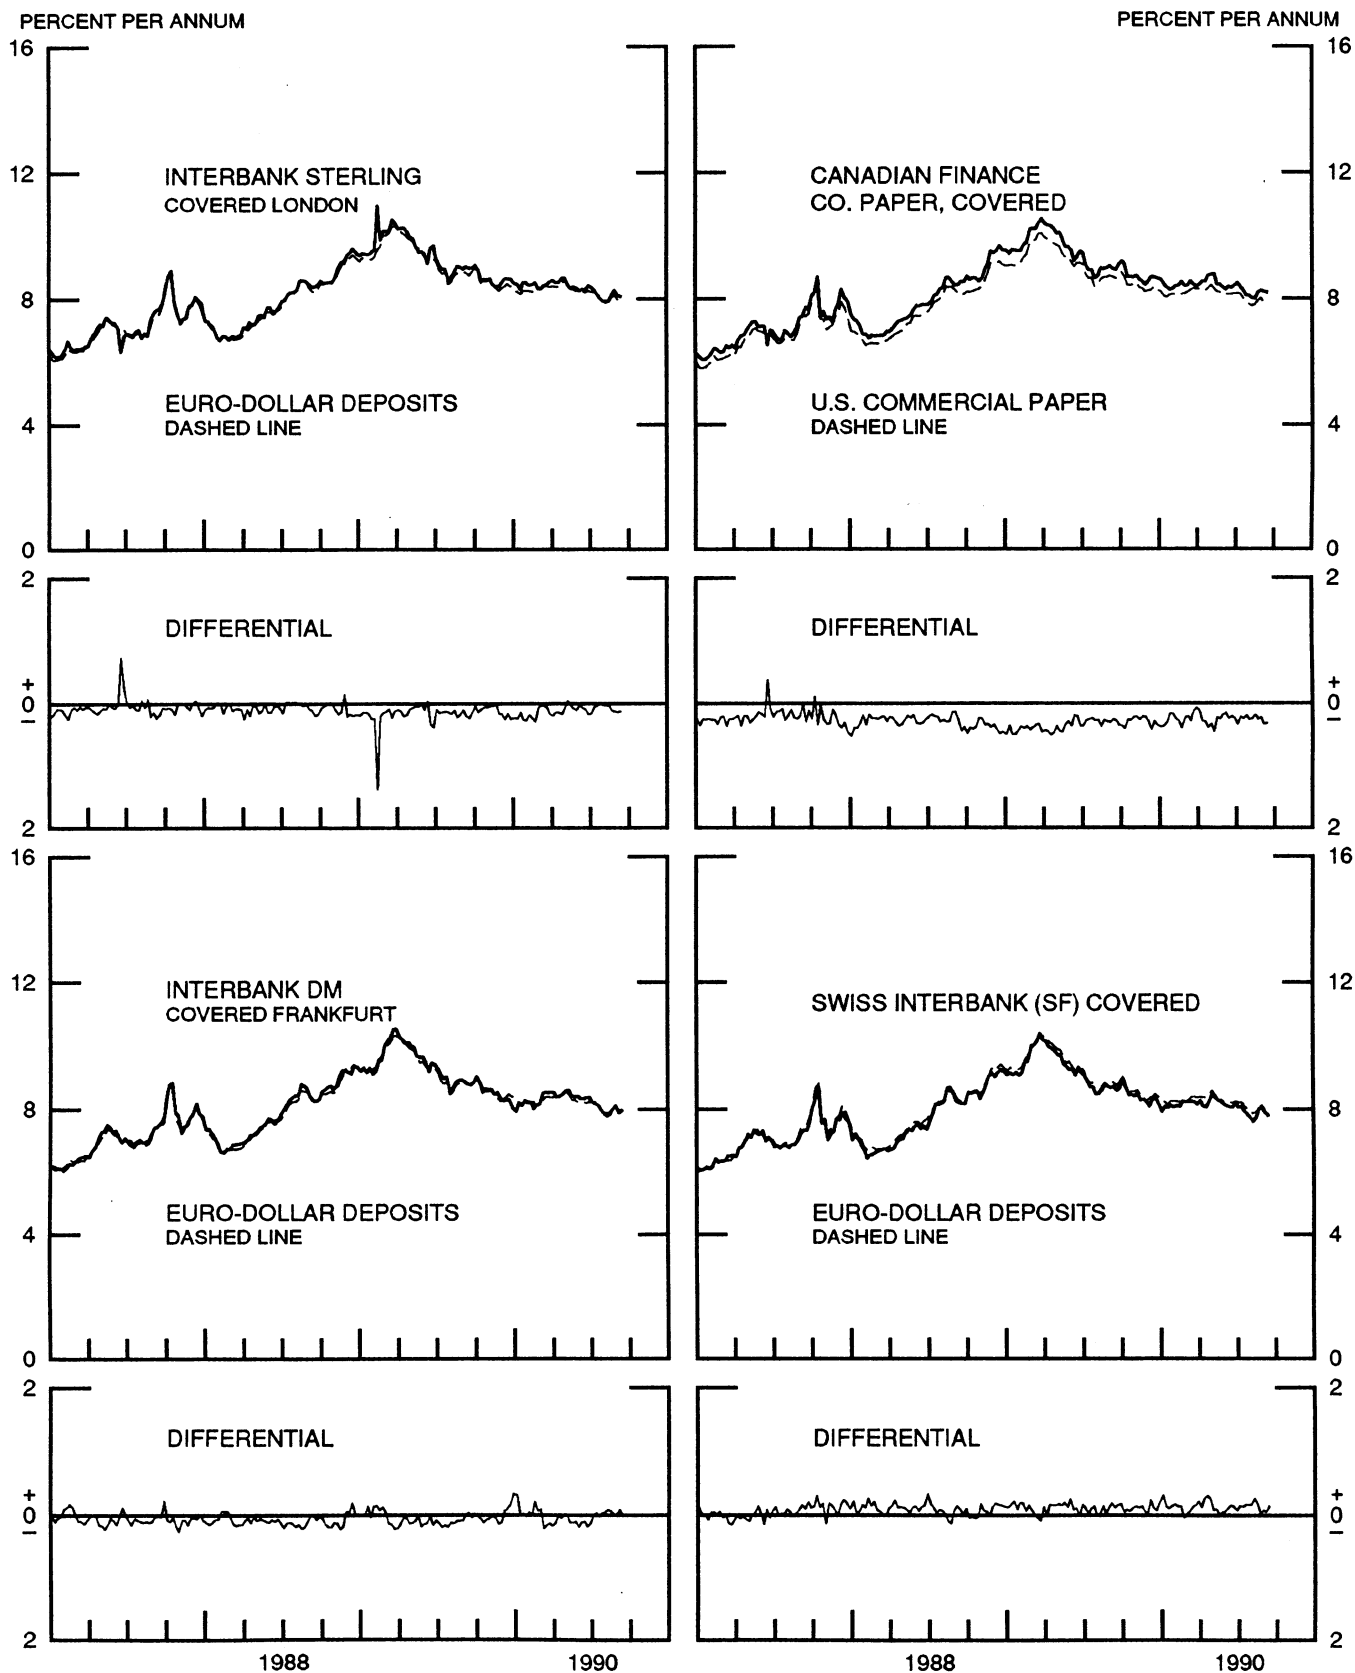 PERCENT PER ANNUM
PERCENT PER ANNUM
16
12
8
4
0
INTERBANK STERLING
COVERED LONDON
EURO-DOLLAR DEPOSITS
DASHED LINE
CANADIAN FINANCE
CO. PAPER, COVERED
U.S. COMMERCIAL PAPER
DASHED LINE
16
12
8
4
0
2
+
0
–
2
DIFFERENTIAL
DIFFERENTIAL
2
+
0
–
2
16
12
8
4
0
INTERBANK DM
COVERED FRANKFURT
EURO-DOLLAR DEPOSITS
DASHED LINE
SWISS INTERBANK (SF) COVERED
EURO-DOLLAR DEPOSITS
DASHED LINE
16
12
8
4
0
2
+
0
–
2
DIFFERENTIAL
DIFFERENTIAL
2
+
0
–
2
1988
1990
1988
1990